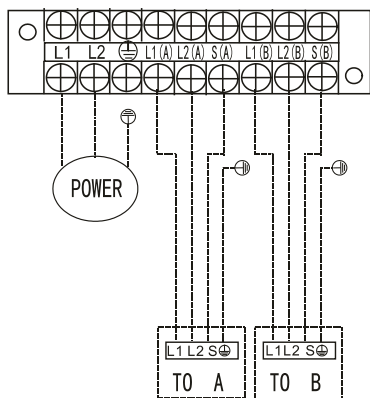 L1 L2 L1(A) L2(A) S(A) L1(B) L2(B) S(B)
POWER
L1 L2 S L1 L2 S
TO A TO B